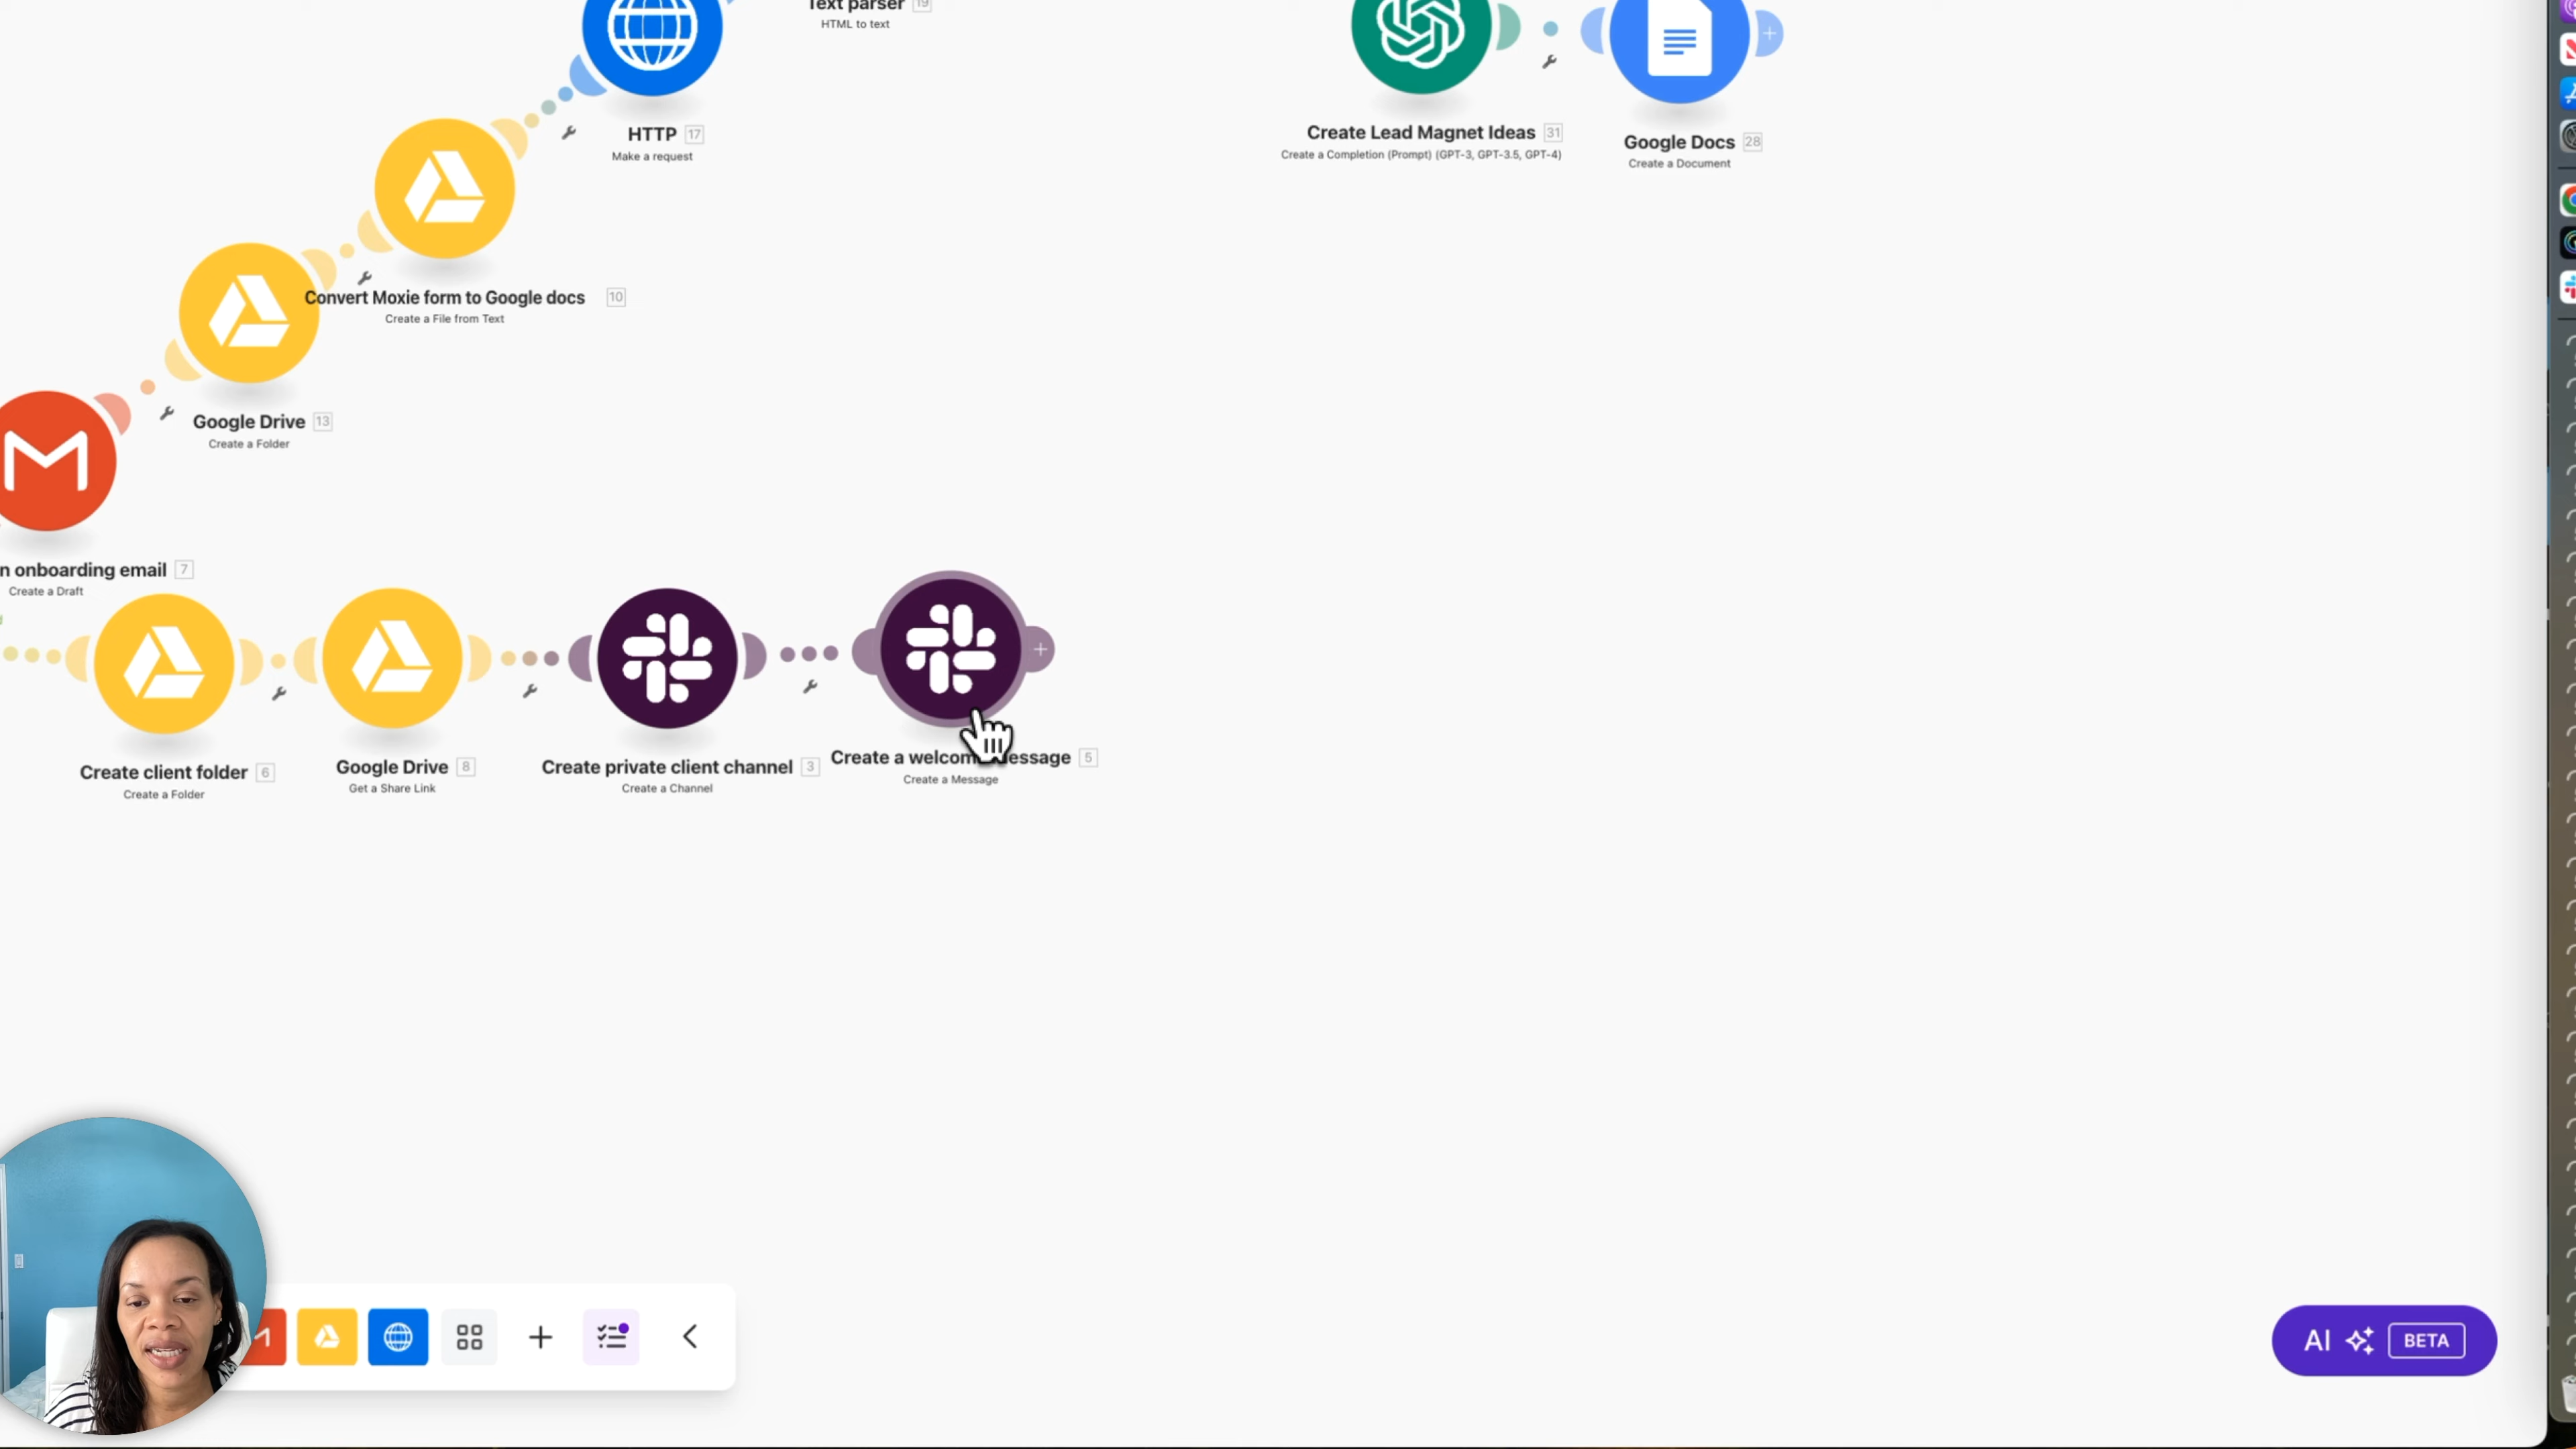 Text parser 19
HTML to text
HTTP 17
Make a request
Create Lead Magnet Ideas 31
Create a Completion (Prompt) (GPT-3, GPT-3.5, GPT-4)
Google Docs 28
Create a Document
Convert Moxie form to Google docs 10
Create a File from Text
Google Drive 13
Create a Folder
n onboarding email 7
Create a Draft
Create client folder 6
Create a Folder
Google Drive 8
Get a Share Link
Create private client channel 3
Create a Channel
Create a welcom essage 5
Create a Message
AI BETA